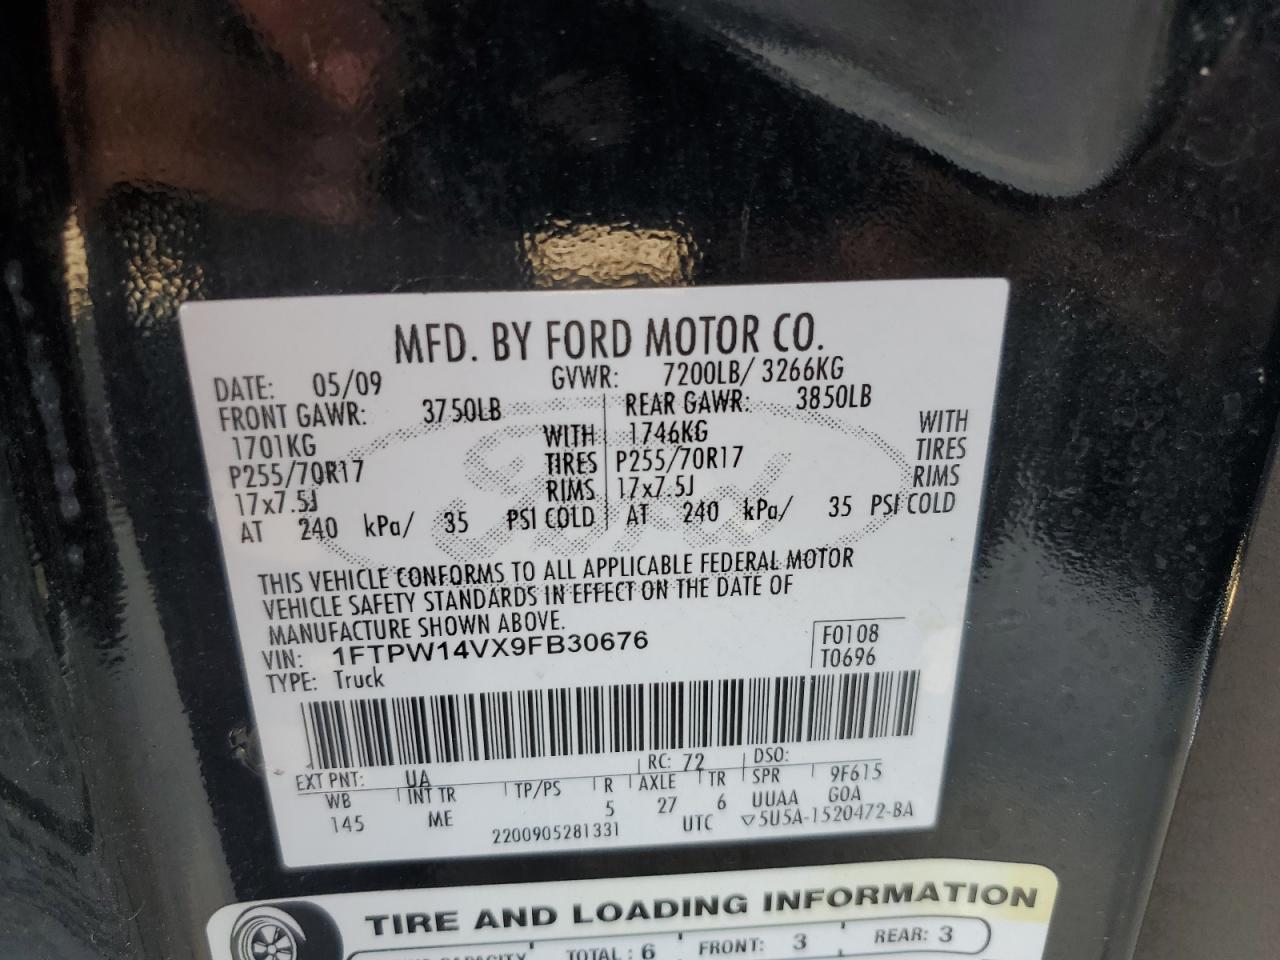 MFD. BY FORD MOTOR CO.
DATE: 05/09 GVWR: 7200LB/ 3266KG
FRONT GAWR: 3750LB REAR GAWR: 3850LB
1701KG WITH 1746KG WITH
P255/70R17 TIRES P255/70R17 TIRES
17x7.5J RIMS 17x7.5J RIMS
AT 240 kPa/ 35 PSI COLD AT 240 kPa/ 35 PSI COLD
THIS VEHICLE CONFORMS TO ALL APPLICABLE FEDERAL MOTOR
VEHICLE SAFETY STANDARDS IN EFFECT ON THE DATE OF
MANUFACTURE SHOWN ABOVE.
VIN: 1FTPW14VX9FB30676 F0108
TYPE: Truck T0696
EXT PNT: UA RC: 72 DSO:
WB INT TR TP/PS R AXLE TR SPR 9F615
145 ME 5 27 6 UUAA GOA
2200905281331 UTC ▽5U5A-1520472-BA
TIRE AND LOADING INFORMATION
CAPACITY TOTAL: 6 FRONT: 3 REAR: 3